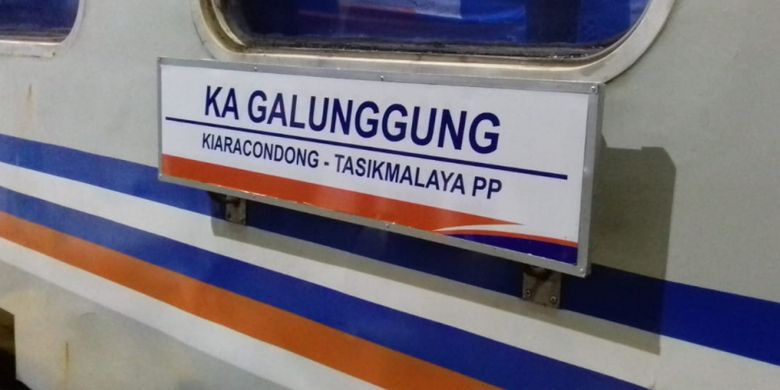 KA GALUNGGUNG
KIARACONDONG - TASIKMALAYA PP